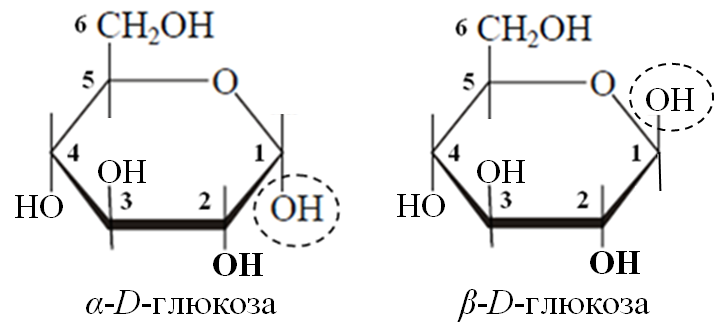 6 CH₂OH 6 CH₂OH
5 O 5 O OH
4 OH 1 4 OH 1
HO 3 2 OH HO 3 2
OH OH
α-D-глюкоза β-D-глюкоза